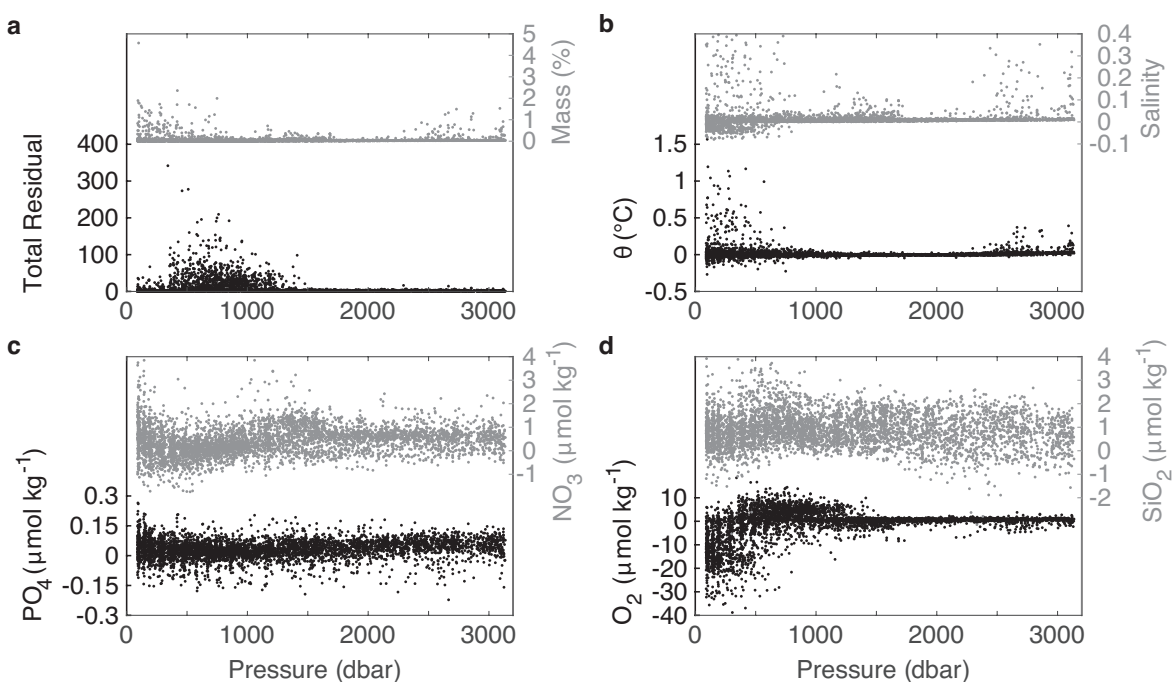 a
5
4
3
2
1
0
Mass (%)
400
300
200
100
0
Total Residual
0 1000 2000 3000
b
0.4
0.3
0.2
0.1
0
-0.1
Salinity
1.5
1
0.5
0
-0.5
θ (°C)
0 1000 2000 3000
c
4
3
2
1
0
-1
NO3 (µmol kg-1)
0.3
0.15
0
-0.15
-0.3
PO4 (µmol kg-1)
0 1000 2000 3000
Pressure (dbar)
d
4
3
2
1
0
-1
-2
SiO2 (µmol kg-1)
10
0
-10
-20
-30
-40
O2 (µmol kg-1)
0 1000 2000 3000
Pressure (dbar)